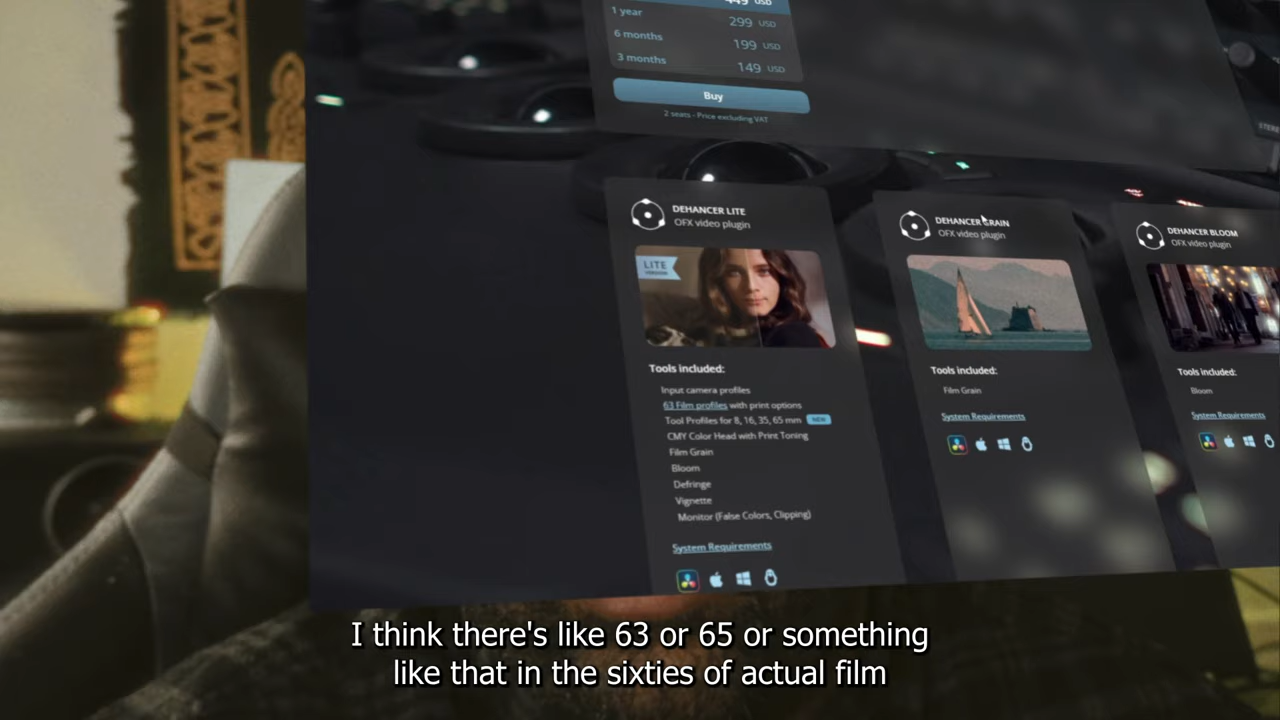 449 USD
1 year 299 USD
6 months 199 USD
3 months 149 USD
Buy
2 seats - Price excluding VAT
DEHANCER LITE
OFX video plugin
LITE
VERSION
Tools included:
Input camera profiles
63 Film profiles with print options
Tool Profiles for 8, 16, 35, 65 mm NEW
CMY Color Head with Print Toning
Film Grain
Bloom
Defringe
Vignette
Monitor (False Colors, Clipping)
System Requirements
DEHANCER GRAIN
OFX video plugin
Tools included:
Film Grain
System Requirements
DEHANCER BLOOM
OFX video plugin
Tools included:
Bloom
System Requirements
I think there's like 63 or 65 or something
like that in the sixties of actual film